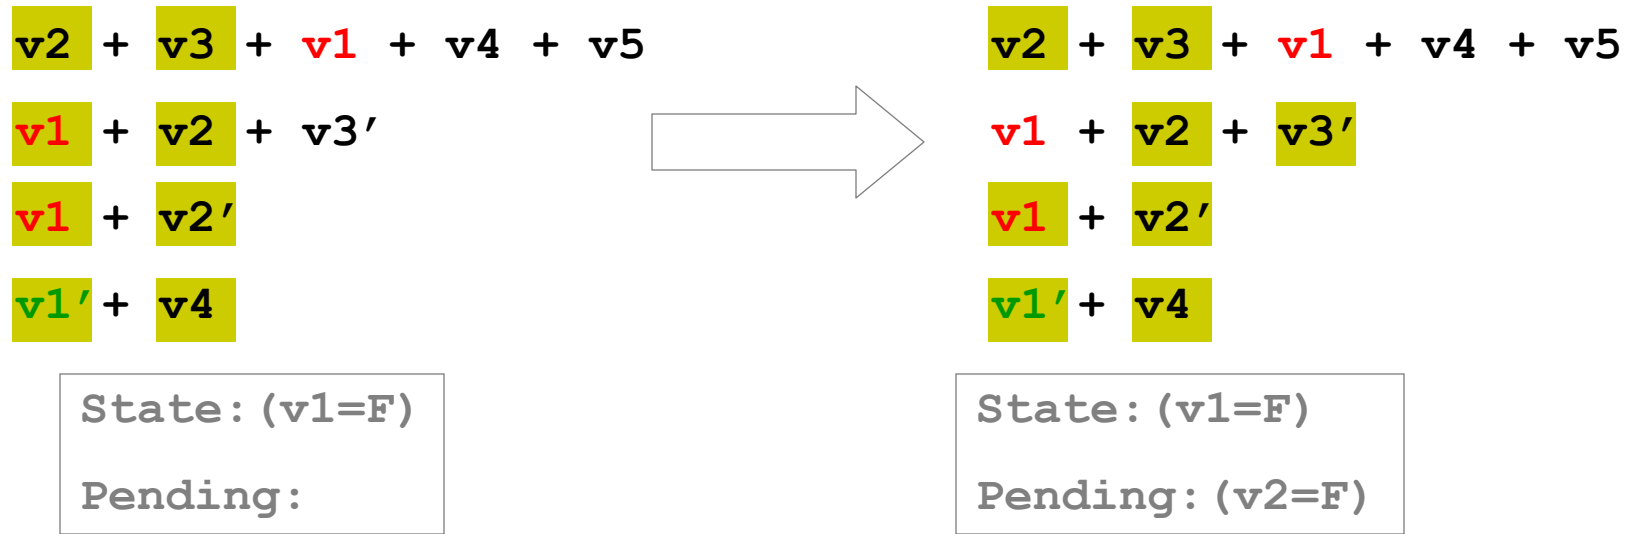 v2 + v3 + v1 + v4 + v5
v1 + v2 + v3′
v1 + v2′
v1′ + v4
State:(v1=F)
Pending:
v2 + v3 + v1 + v4 + v5
v1 + v2 + v3′
v1 + v2′
v1′ + v4
State:(v1=F)
Pending:(v2=F)